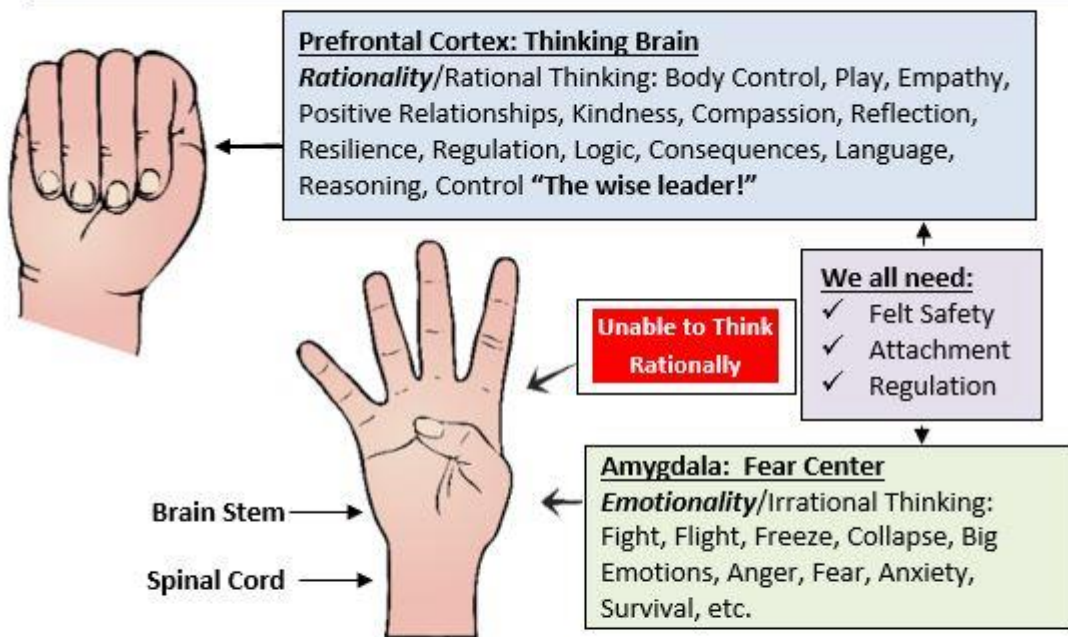 Prefrontal Cortex: Thinking Brain
Rationality/Rational Thinking: Body Control, Play, Empathy,
Positive Relationships, Kindness, Compassion, Reflection,
Resilience, Regulation, Logic, Consequences, Language,
Reasoning, Control “The wise leader!”
We all need:
✓ Felt Safety
✓ Attachment
✓ Regulation
Unable to Think
Rationally
Amygdala: Fear Center
Emotionality/Irrational Thinking:
Fight, Flight, Freeze, Collapse, Big
Emotions, Anger, Fear, Anxiety,
Survival, etc.
Brain Stem
Spinal Cord